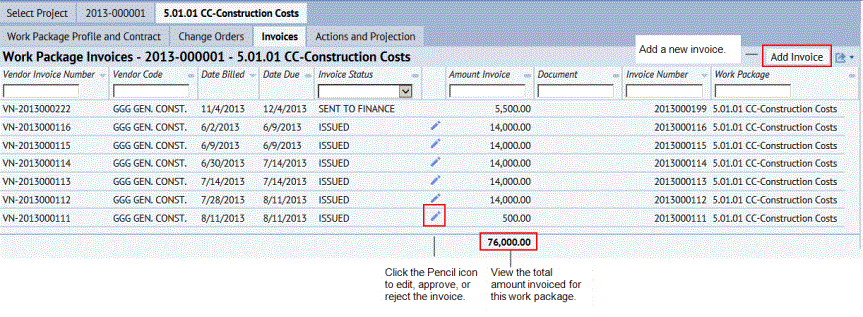 Select Project 2013-000001 5.01.01 CC-Construction Costs
Work Package Profile and Contract Change Orders Invoices Actions and Projection
Work Package Invoices - 2013-000001 - 5.01.01 CC-Construction Costs
Add a new invoice.
Add Invoice
Vendor Invoice Number Vendor Code Date Billed Date Due Invoice Status Amount Invoice Document Invoice Number Work Package
VN-2013000222 GGG GEN. CONST. 11/4/2013 12/4/2013 SENT TO FINANCE 5,500.00 2013000199 5.01.01 CC-Construction Costs
VN-2013000116 GGG GEN. CONST. 6/2/2013 6/9/2013 ISSUED 14,000.00 2013000116 5.01.01 CC-Construction Costs
VN-2013000115 GGG GEN. CONST. 6/9/2013 6/9/2013 ISSUED 14,000.00 2013000115 5.01.01 CC-Construction Costs
VN-2013000114 GGG GEN. CONST. 6/30/2013 7/14/2013 ISSUED 14,000.00 2013000114 5.01.01 CC-Construction Costs
VN-2013000113 GGG GEN. CONST. 7/14/2013 7/14/2013 ISSUED 14,000.00 2013000113 5.01.01 CC-Construction Costs
VN-2013000112 GGG GEN. CONST. 7/28/2013 8/11/2013 ISSUED 14,000.00 2013000112 5.01.01 CC-Construction Costs
VN-2013000111 GGG GEN. CONST. 8/11/2013 8/11/2013 ISSUED 500.00 2013000111 5.01.01 CC-Construction Costs
76,000.00
Click the Pencil icon
to edit, approve, or
reject the invoice.
View the total
amount invoiced for
this work package.